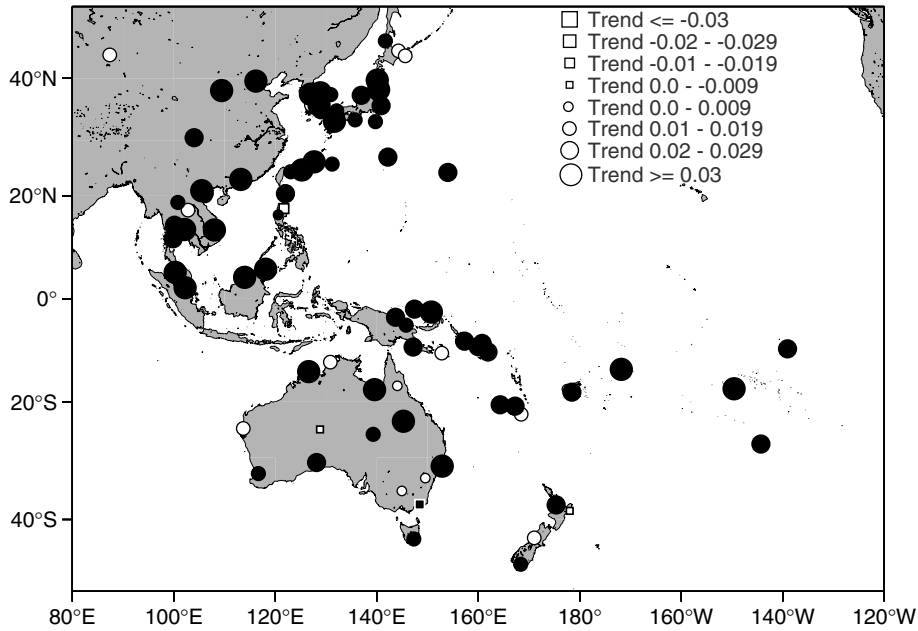 Trend <= -0.03
Trend -0.02 - -0.029
Trend -0.01 - -0.019
Trend 0.0 - -0.009
Trend 0.0 - 0.009
Trend 0.01 - 0.019
Trend 0.02 - 0.029
Trend >= 0.03
40°N
20°N
0°
20°S
40°S
80°E 100°E 120°E 140°E 160°E 180°E 160°W 140°W 120°W